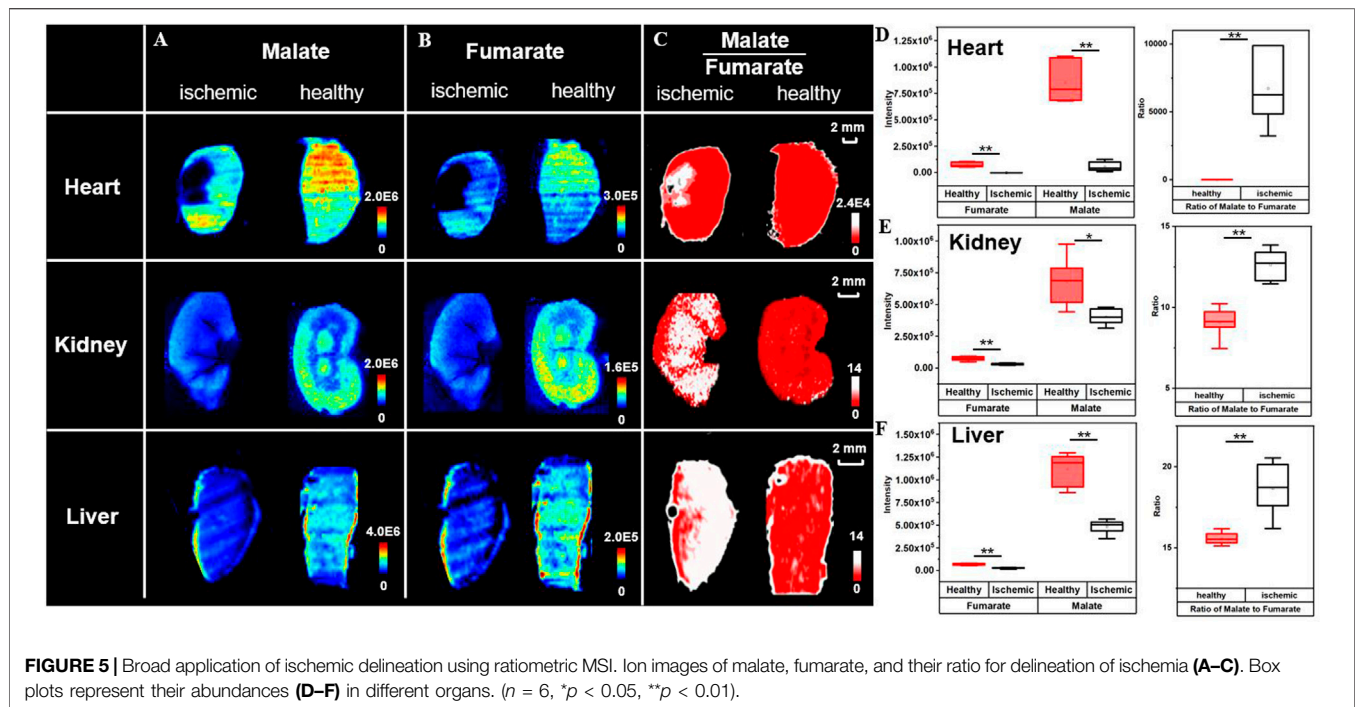 A
Malate
ischemic healthy
B
Fumarate
ischemic healthy
C
Malate
Fumarate
ischemic healthy
Heart
2.0E6
0
3.0E5
0
2 mm
2.4E4
0
Kidney
2.0E6
0
1.6E5
0
2 mm
14
0
Liver
4.0E6
0
2.0E5
0
2 mm
14
0
D
Heart
Intensity
1.25x10⁶
1.00x10⁶
7.50x10⁵
5.00x10⁵
2.50x10⁵
0.00
**
**
Healthy Ischemic Healthy Ischemic
Fumarate Malate
Ratio
10000
5000
0
**
healthy ischemic
Ratio of Malate to Fumarate
E
Kidney
Intensity
1.00x10⁶
7.50x10⁵
5.00x10⁵
2.50x10⁵
0.00
**
*
Healthy Ischemic Healthy Ischemic
Fumarate Malate
Ratio
15
10
5
**
healthy ischemic
Ratio of Malate to Fumarate
F
Liver
Intensity
1.50x10⁶
1.25x10⁶
1.00x10⁶
7.50x10⁵
5.00x10⁵
2.50x10⁵
0.00
**
**
Healthy Ischemic Healthy Ischemic
Fumarate Malate
Ratio
20
15
**
healthy ischemic
Ratio of Malate to Fumarate
FIGURE 5 | Broad application of ischemic delineation using ratiometric MSI. Ion images of malate, fumarate, and their ratio for delineation of ischemia (A–C). Box
plots represent their abundances (D–F) in different organs. (n = 6, *p < 0.05, **p < 0.01).